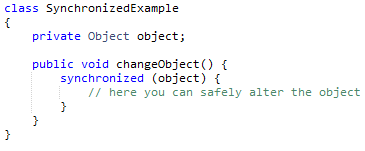 class SynchronizedExample
{
    private Object object;

    public void changeObject() {
        synchronized (object) {
            // here you can safely alter the object
        }
    }
}